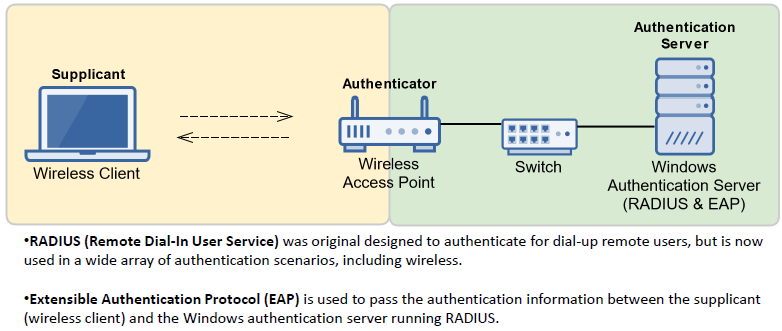 Supplicant
Wireless Client
Authenticator
Wireless
Access Point
Switch
Authentication
Server
Windows
Authentication Server
(RADIUS & EAP)
•RADIUS (Remote Dial-In User Service) was original designed to authenticate for dial-up remote users, but is now
used in a wide array of authentication scenarios, including wireless.
•Extensible Authentication Protocol (EAP) is used to pass the authentication information between the supplicant
(wireless client) and the Windows authentication server running RADIUS.